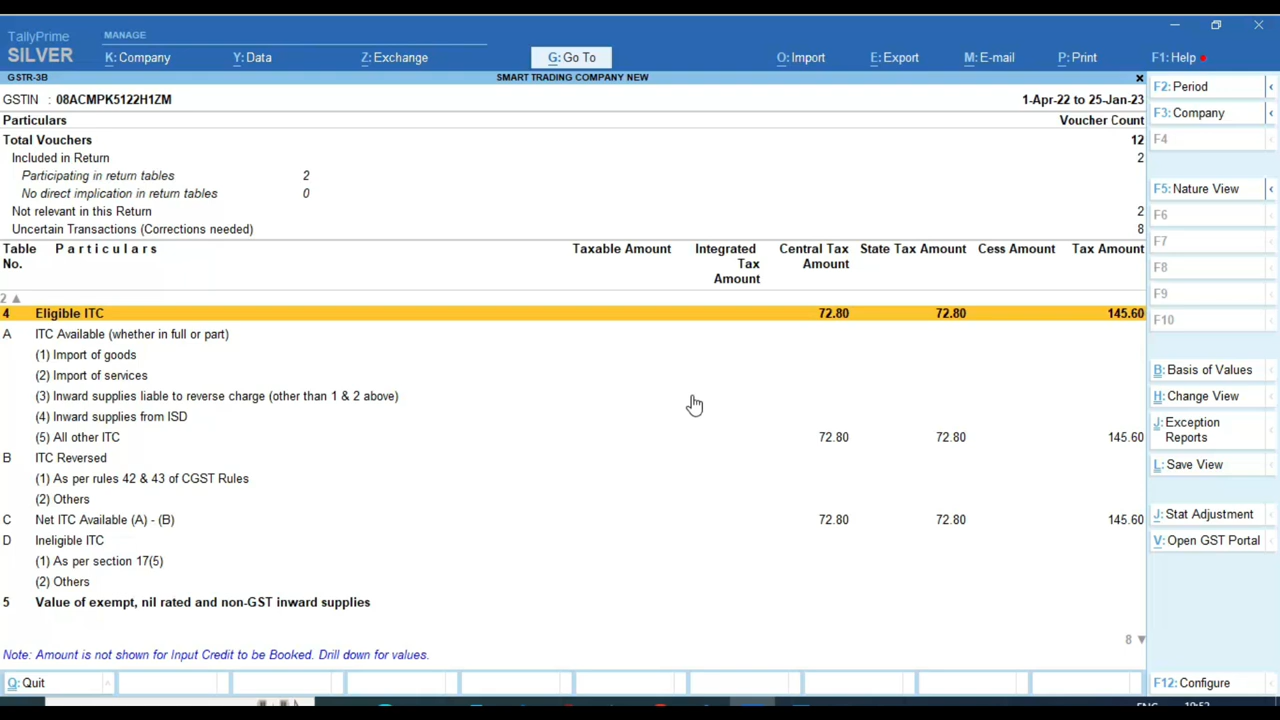 TallyPrime MANAGE
SILVER K: Company Y: Data Z: Exchange G: Go To O: Import E: Export M: E-mail P: Print F1: Help
GSTR-3B SMART TRADING COMPANY NEW ×
GSTIN : 08ACMPK5122H1ZM 1-Apr-22 to 25-Jan-23
Particulars Voucher Count
Total Vouchers 12
Included in Return 2
Participating in return tables 2
No direct implication in return tables 0
Not relevant in this Return 2
Uncertain Transactions (Corrections needed) 8
Table No. Particulars Taxable Amount Integrated Tax Amount Central Tax Amount State Tax Amount Cess Amount Tax Amount
2 ▲
4 Eligible ITC 72.80 72.80 145.60
A ITC Available (whether in full or part)
(1) Import of goods
(2) Import of services
(3) Inward supplies liable to reverse charge (other than 1 & 2 above)
(4) Inward supplies from ISD
(5) All other ITC 72.80 72.80 145.60
B ITC Reversed
(1) As per rules 42 & 43 of CGST Rules
(2) Others
C Net ITC Available (A) - (B) 72.80 72.80 145.60
D Ineligible ITC
(1) As per section 17(5)
(2) Others
5 Value of exempt, nil rated and non-GST inward supplies
8 ▼
Note: Amount is not shown for Input Credit to be Booked. Drill down for values.
Q: Quit
F2: Period
F3: Company
F4
F5: Nature View
F6
F7
F8
F9
F10
B: Basis of Values
H: Change View
J: Exception
Reports
L: Save View
J: Stat Adjustment
V: Open GST Portal
F12: Configure